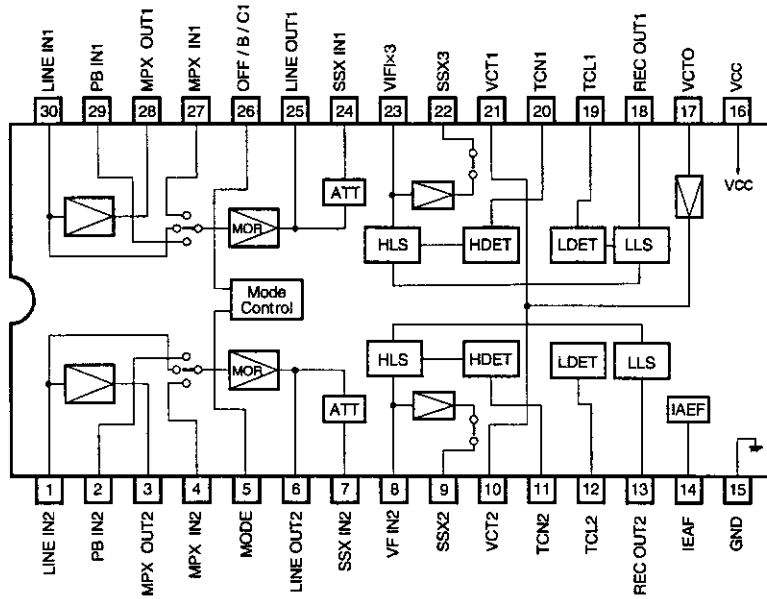 LINE IN1
PB IN1
MPX OUT1
MPX IN1
OFF / B / C1
LINE OUT1
SSX IN1
VIFI×3
SSX3
VCT1
TCN1
TCL1
REC OUT1
VCTO
VCC
30 29 28 27 26 25 24 23 22 21 20 19 18 17 16
VCC
ATT
MOR
HLS HDET LDET LLS
Mode
Control
HLS HDET LDET LLS
MOR
ATT
IAEF
1 2 3 4 5 6 7 8 9 10 11 12 13 14 15
LINE IN2
PB IN2
MPX OUT2
MPX IN2
MODE
LINE OUT2
SSX IN2
VF IN2
SSX2
VCT2
TCN2
TCL2
REC OUT2
IEAF
GND